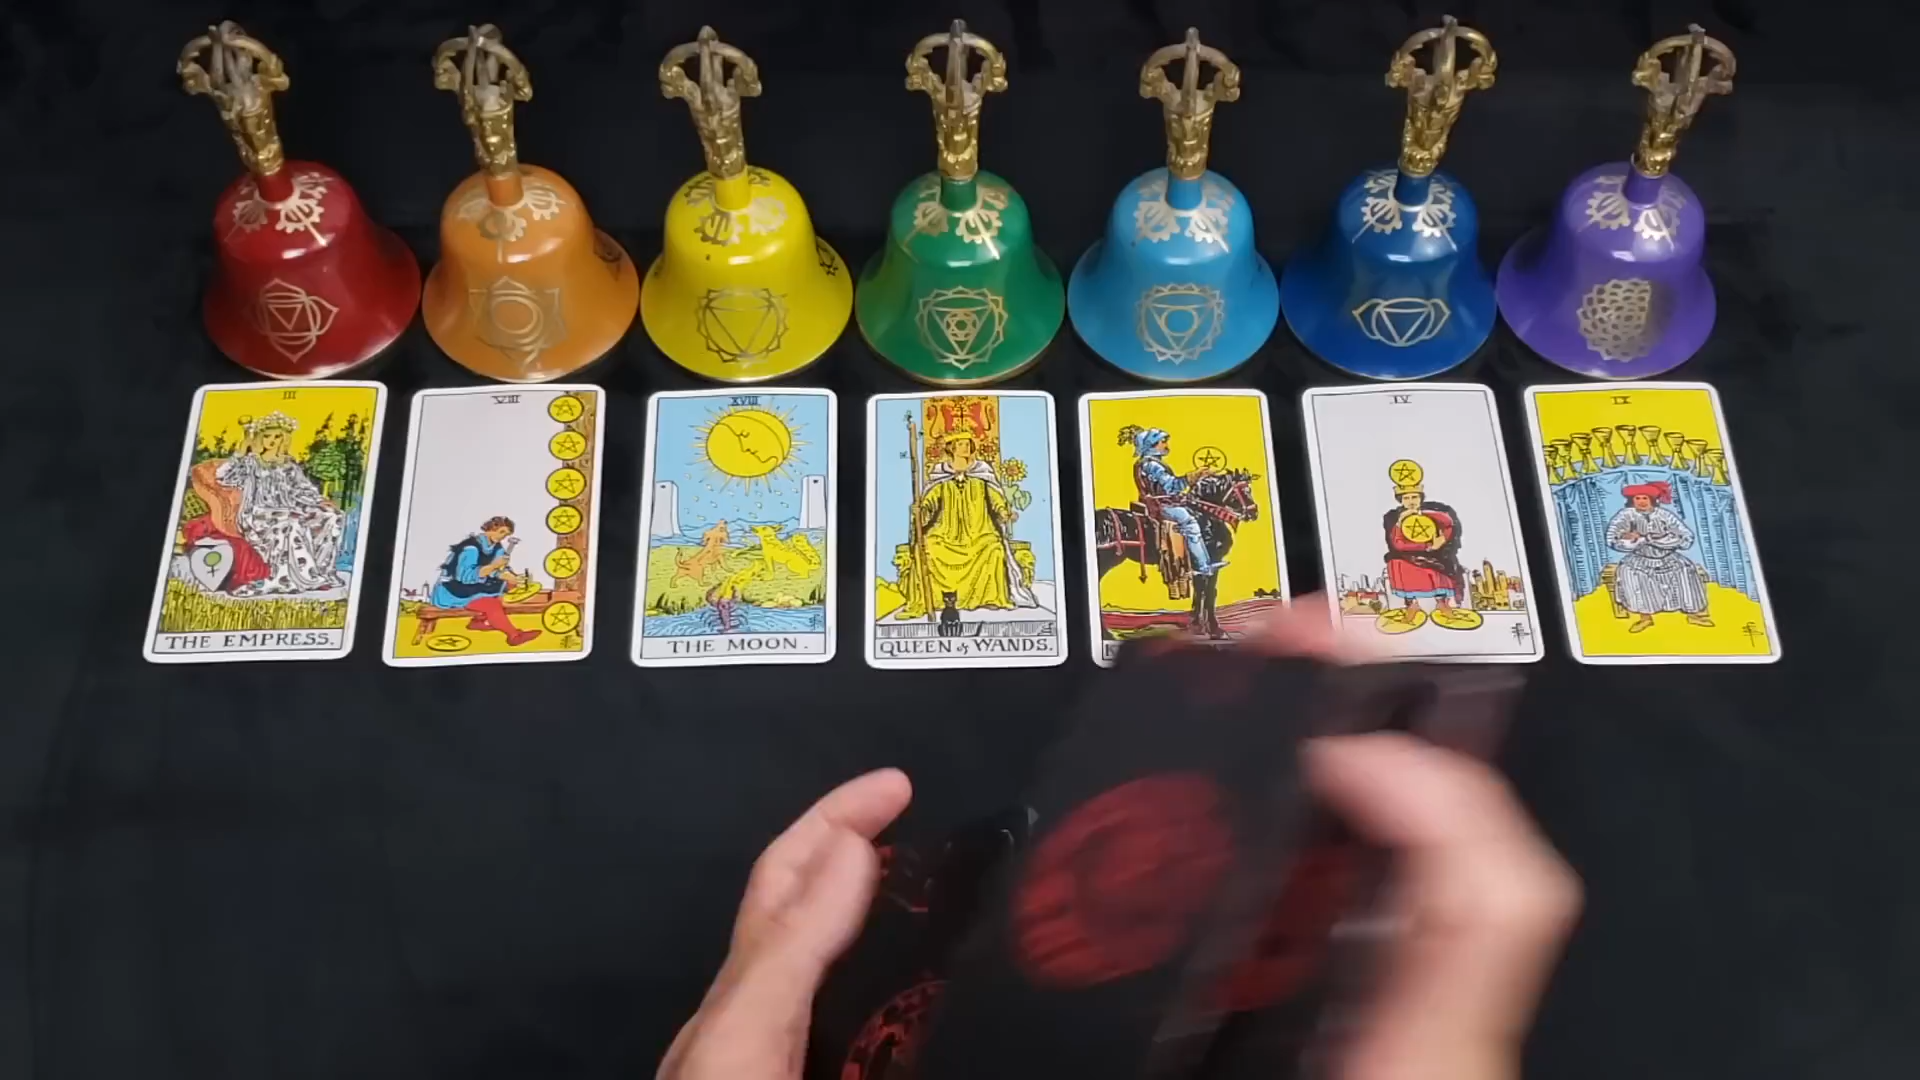 III
THE EMPRESS.
VIII
XVIII
THE MOON.
QUEEN of WANDS.
IV
IX